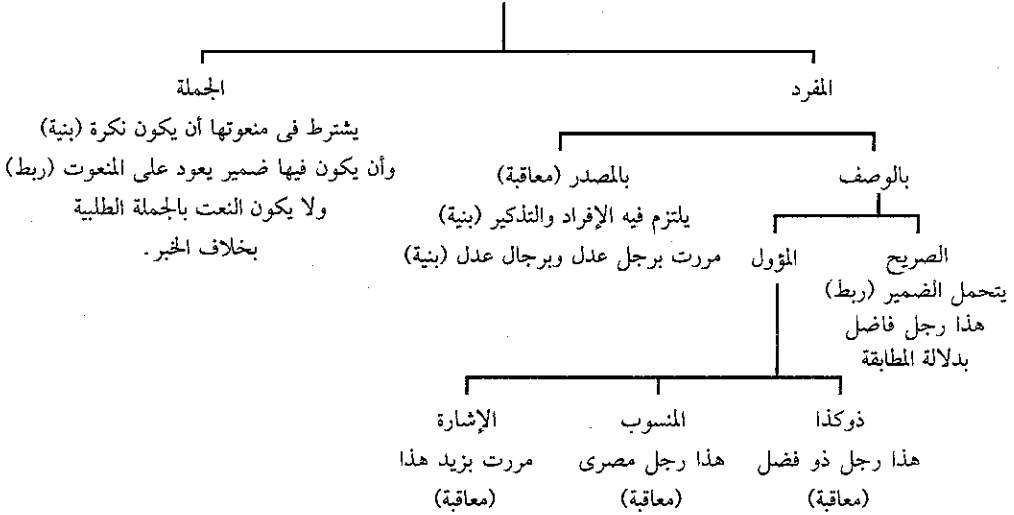 المفرد
الجملة
يشترط فى منعوتها أن يكون نكرة (بنية)
وأن يكون فيها ضمير يعود على المنعوت (ربط)
ولا يكون النعت بالجملة الطلبية
بخلاف الخبر .
بالوصف
بالمصدر (معاقبة)
يلتزم فيه الإفراد والتذكير (بنية)
مررت برجل عدل وبرجال عدل (بنية)
الصريح
يتحمل الضمير (ربط)
هذا رجل فاضل
بدلالة المطابقة
المؤول
ذوكذا
هذا رجل ذو فضل
(معاقبة)
المنسوب
هذا رجل مصرى
(معاقبة)
الإشارة
مررت بزيد هذا
(معاقبة)